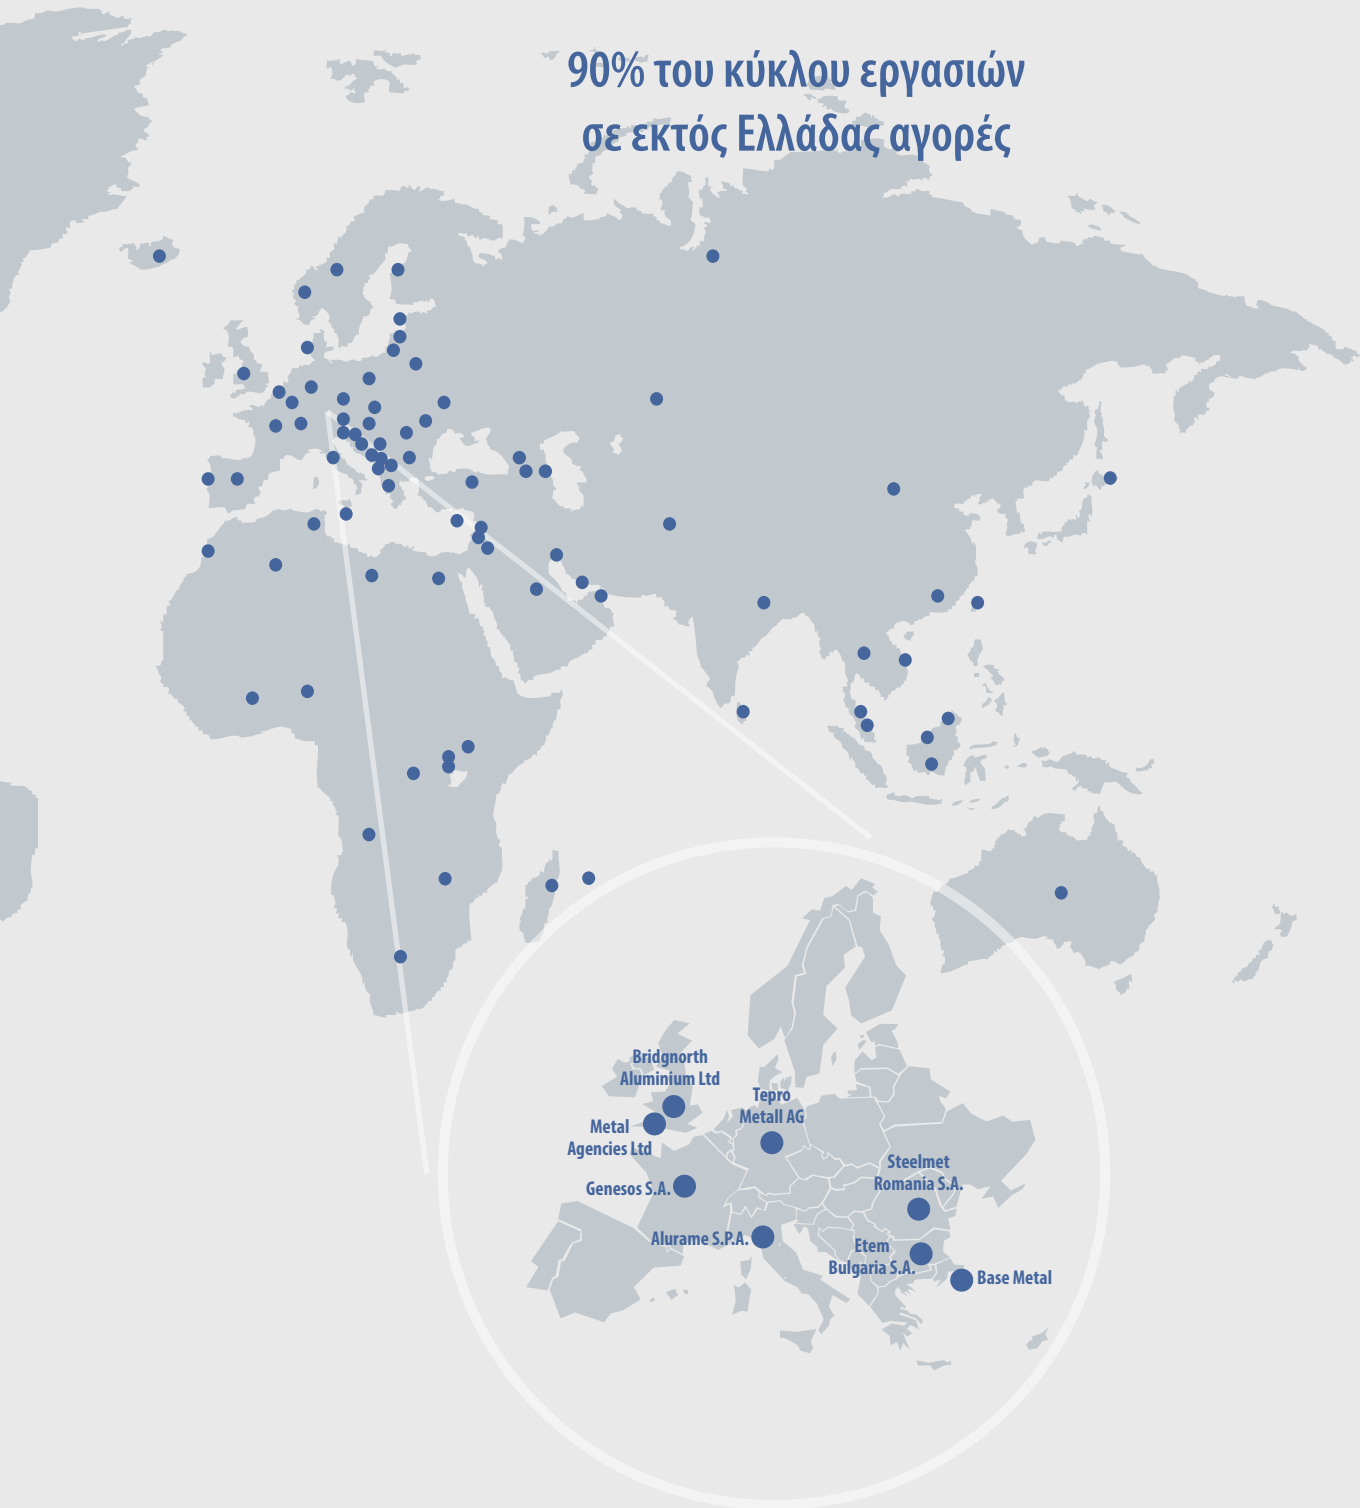 90% του κύκλου εργασιών
σε εκτός Ελλάδας αγορές
Bridgnorth
Aluminium Ltd
Tepro
Metall AG
Metal
Agencies Ltd
Steelmet
Romania S.A.
Genesos S.A.
Alurame S.P.A.
Etem
Bulgaria S.A.
Base Metal